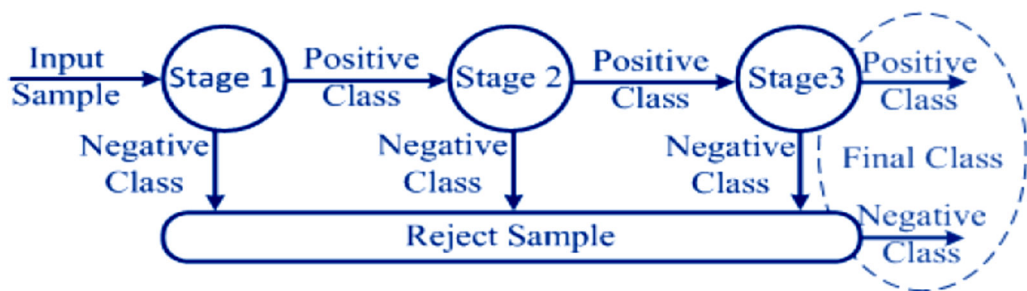 Input
Sample
Stage 1
Positive
Class
Stage 2
Positive
Class
Stage3
Positive
Class
Negative
Class
Negative
Class
Negative
Class
Final Class
Reject Sample
Negative
Class